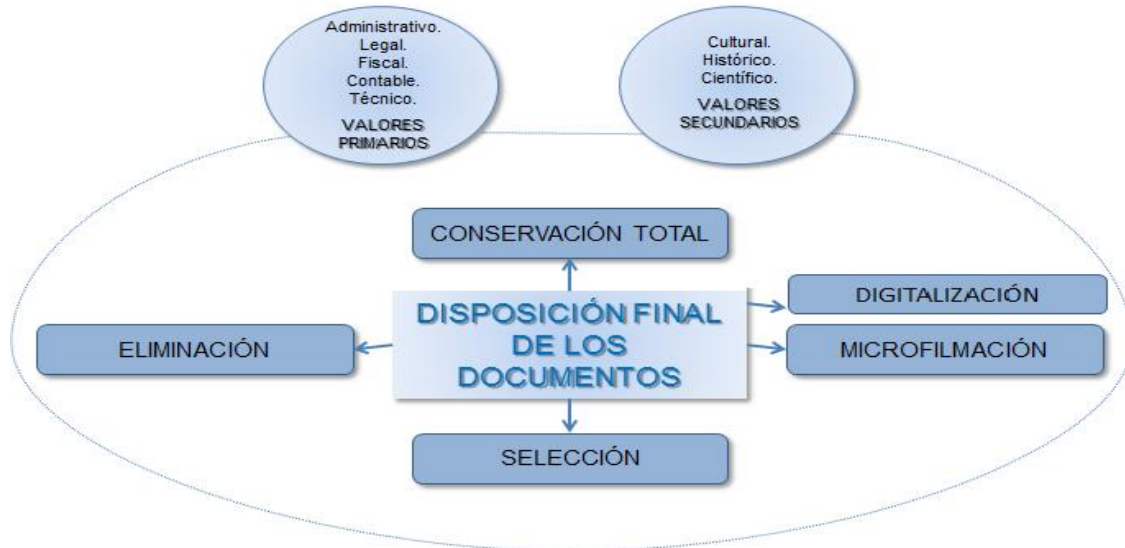 Administrativo.
Legal.
Fiscal.
Contable.
Técnico.
VALORES
PRIMARIOS
Cultural.
Histórico.
Científico.
VALORES
SECUNDARIOS
CONSERVACIÓN TOTAL
DISPOSICIÓN FINAL
DE LOS
DOCUMENTOS
DIGITALIZACIÓN
ELIMINACIÓN
MICROFILMACIÓN
SELECCIÓN